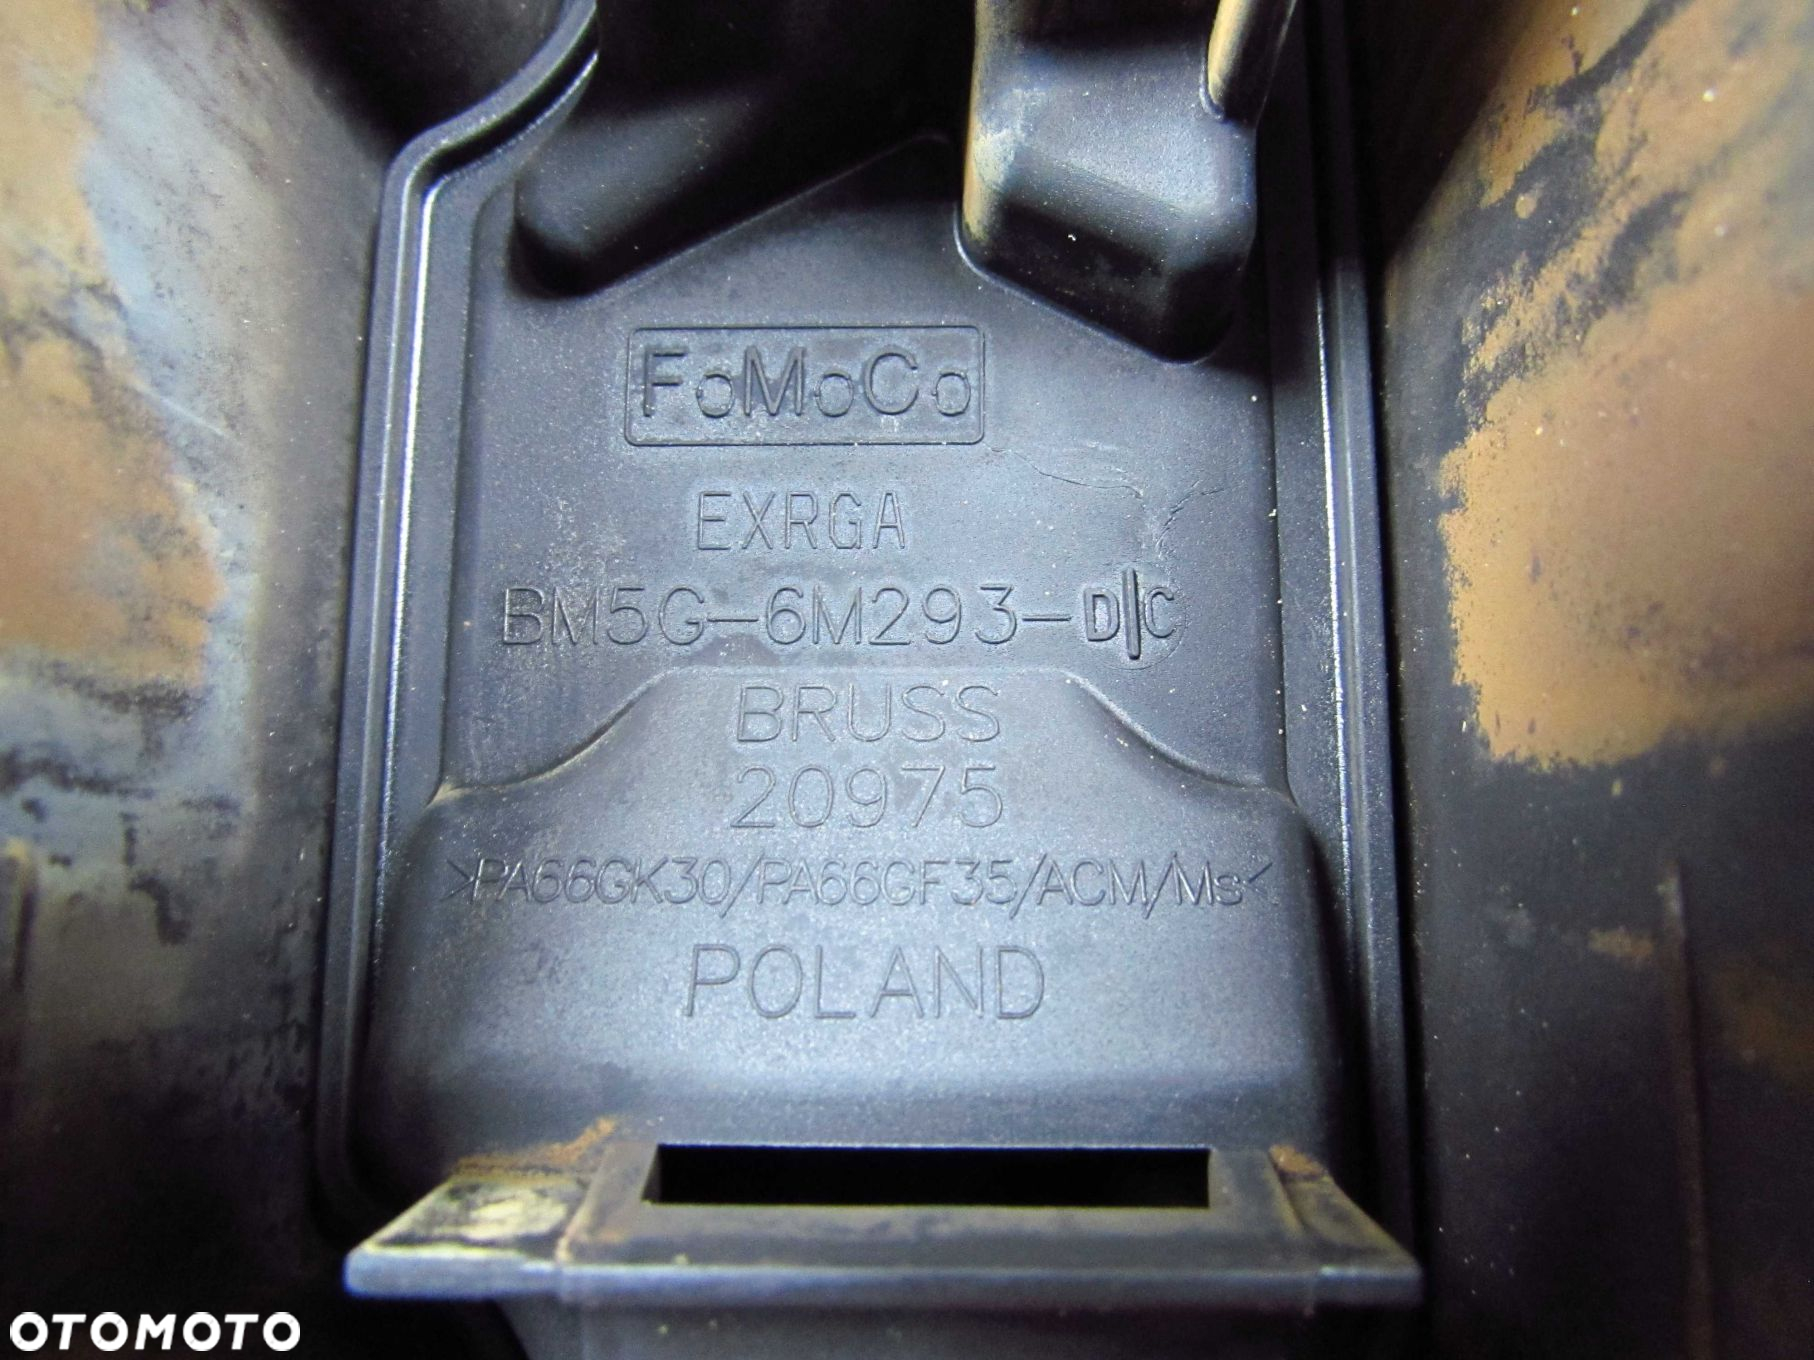 FoMoCo
EXRGA
BM5G-6M293-D|C
BRUSS
20975
>PA66GK30/PA66GF35/ACM/Ms<
POLAND
OTOMOTO